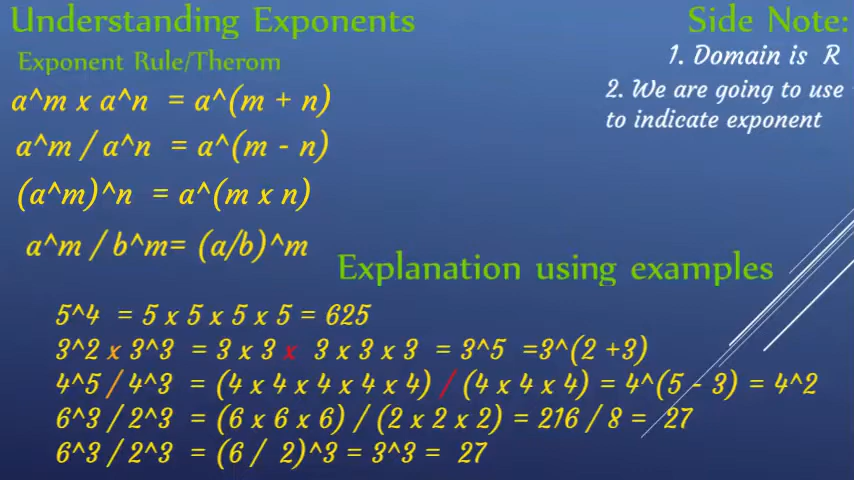 Understanding Exponents
Side Note:
Exponent Rule/Therom
1. Domain is R
2. We are going to use
to indicate exponent
a^m x a^n = a^(m + n)
a^m / a^n = a^(m - n)
(a^m)^n = a^(m x n)
a^m / b^m= (a/b)^m
Explanation using examples
5^4 = 5 x 5 x 5 x 5 = 625
3^2 x 3^3 = 3 x 3 x 3 x 3 x 3 = 3^5 =3^(2 +3)
4^5 / 4^3 = (4 x 4 x 4 x 4 x 4) / (4 x 4 x 4) = 4^(5 - 3) = 4^2
6^3 / 2^3 = (6 x 6 x 6) / (2 x 2 x 2) = 216 / 8 = 27
6^3 / 2^3 = (6 / 2)^3 = 3^3 = 27